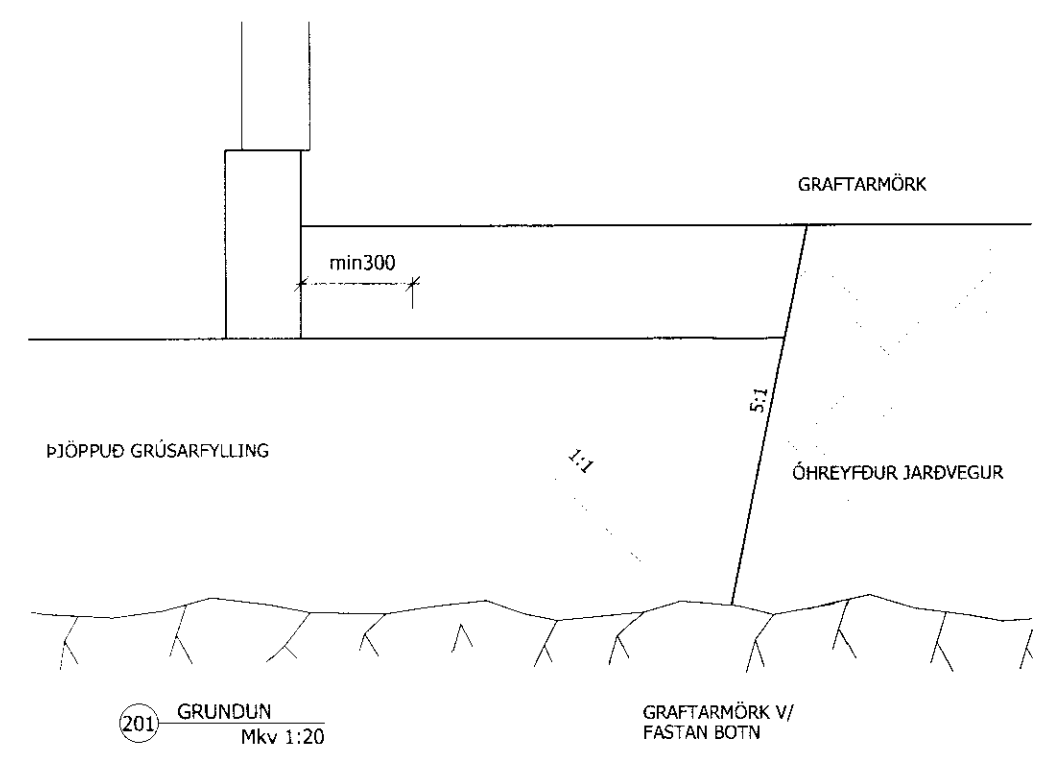 GRAFTARMÖRK
min300
5:1
ÞJÖPPUÐ GRÚSARFYLLING
1:1
ÓHREYFÐUR JARÐVEGUR
201
GRUNDUN
Mkv 1:20
GRAFTARMÖRK V/
FASTAN BOTN